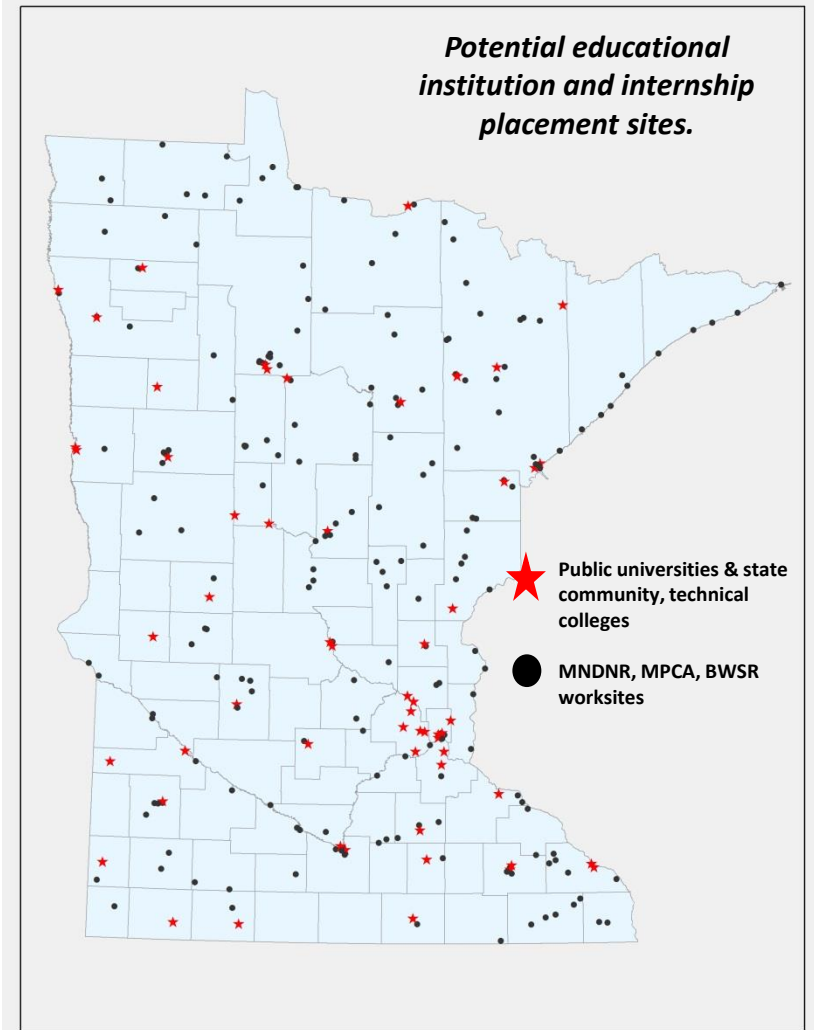 Potential educational
institution and internship
placement sites.
Public universities & state
community, technical
colleges
MNDNR, MPCA, BWSR
worksites